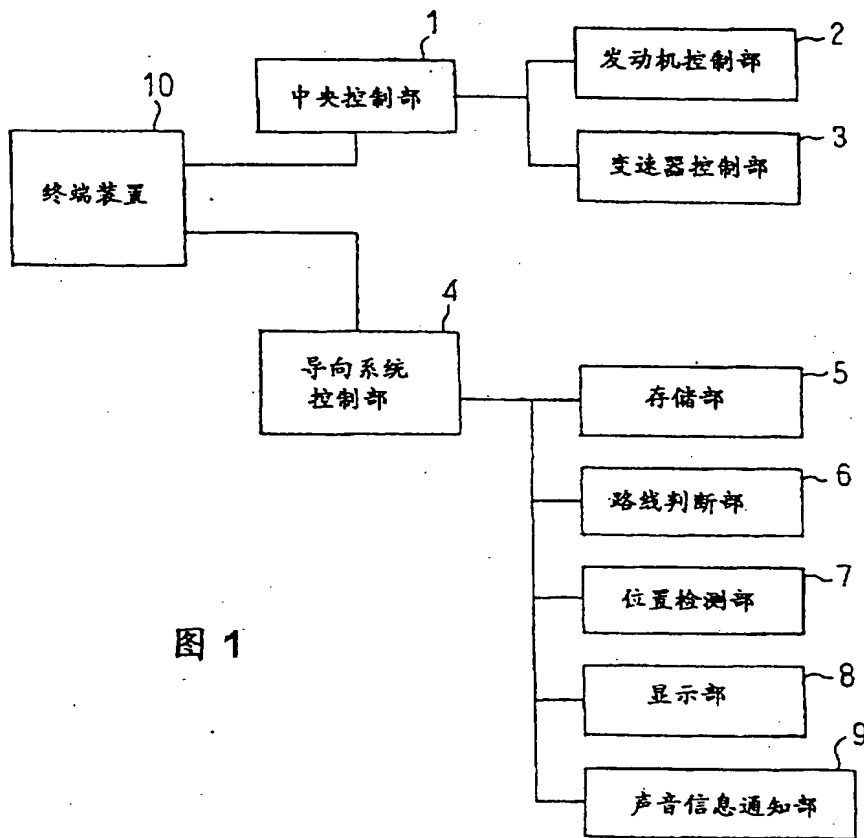 1
中央控制部
2
发动机控制部
3
变速器控制部
10
终端装置
4
导向系统
控制部
5
存储部
6
路线判断部
7
位置检测部
8
显示部
9
声音信息通知部
图 1